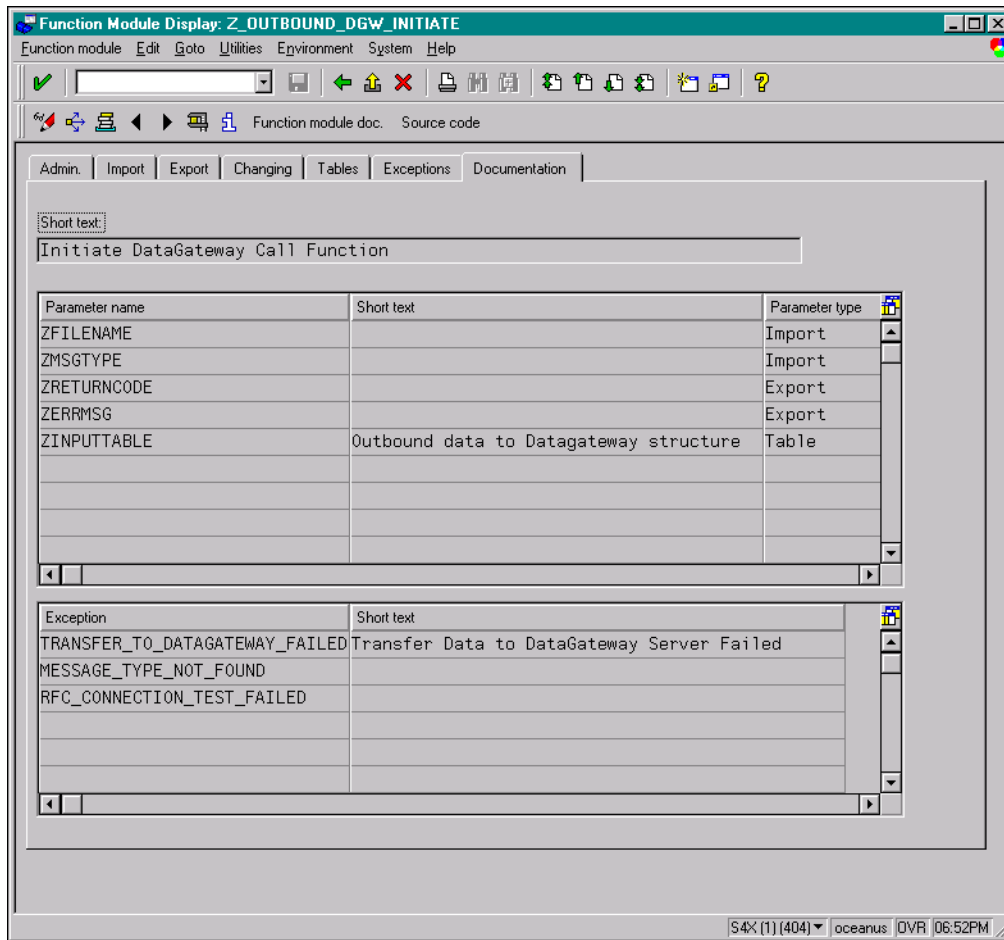 Function Module Display: Z_OUTBOUND_DGW_INITIATE
Function module Edit Goto Utilities Environment System Help
Function module doc. Source code
Admin. Import Export Changing Tables Exceptions Documentation
Short text:
Initiate DataGateway Call Function
Parameter name Short text Parameter type
ZFILENAME Import
ZMSGTYPE Import
ZRETURNCODE Export
ZERRMSG Export
ZINPUTTABLE Outbound data to Datagateway structure Table
Exception Short text
TRANSFER_TO_DATAGATEWAY_FAILED Transfer Data to DataGateway Server Failed
MESSAGE_TYPE_NOT_FOUND
RFC_CONNECTION_TEST_FAILED
S4X (1) (404) oceanus OVR 06:52PM